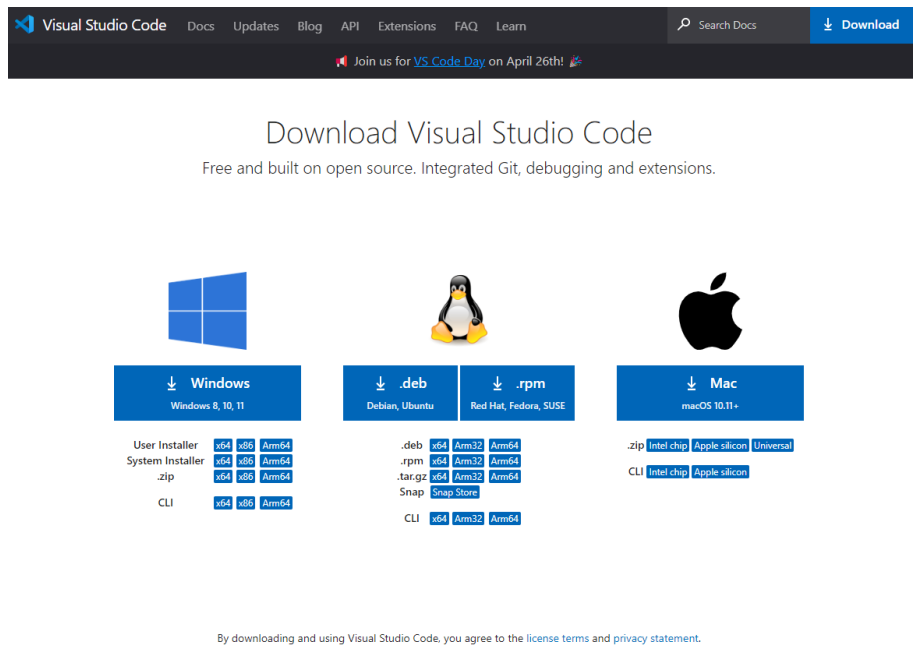 Visual Studio Code Docs Updates Blog API Extensions FAQ Learn Search Docs Download
Join us for VS Code Day on April 26th!
Download Visual Studio Code
Free and built on open source. Integrated Git, debugging and extensions.
Windows
Windows 8, 10, 11
User Installer x64 x86 Arm64
System Installer x64 x86 Arm64
.zip x64 x86 Arm64
CLI x64 x86 Arm64
.deb
Debian, Ubuntu
.rpm
Red Hat, Fedora, SUSE
.deb x64 Arm32 Arm64
.rpm x64 Arm32 Arm64
.tar.gz x64 Arm32 Arm64
Snap Snap Store
CLI x64 Arm32 Arm64
Mac
macOS 10.11+
.zip Intel chip Apple silicon Universal
CLI Intel chip Apple silicon
By downloading and using Visual Studio Code, you agree to the license terms and privacy statement.